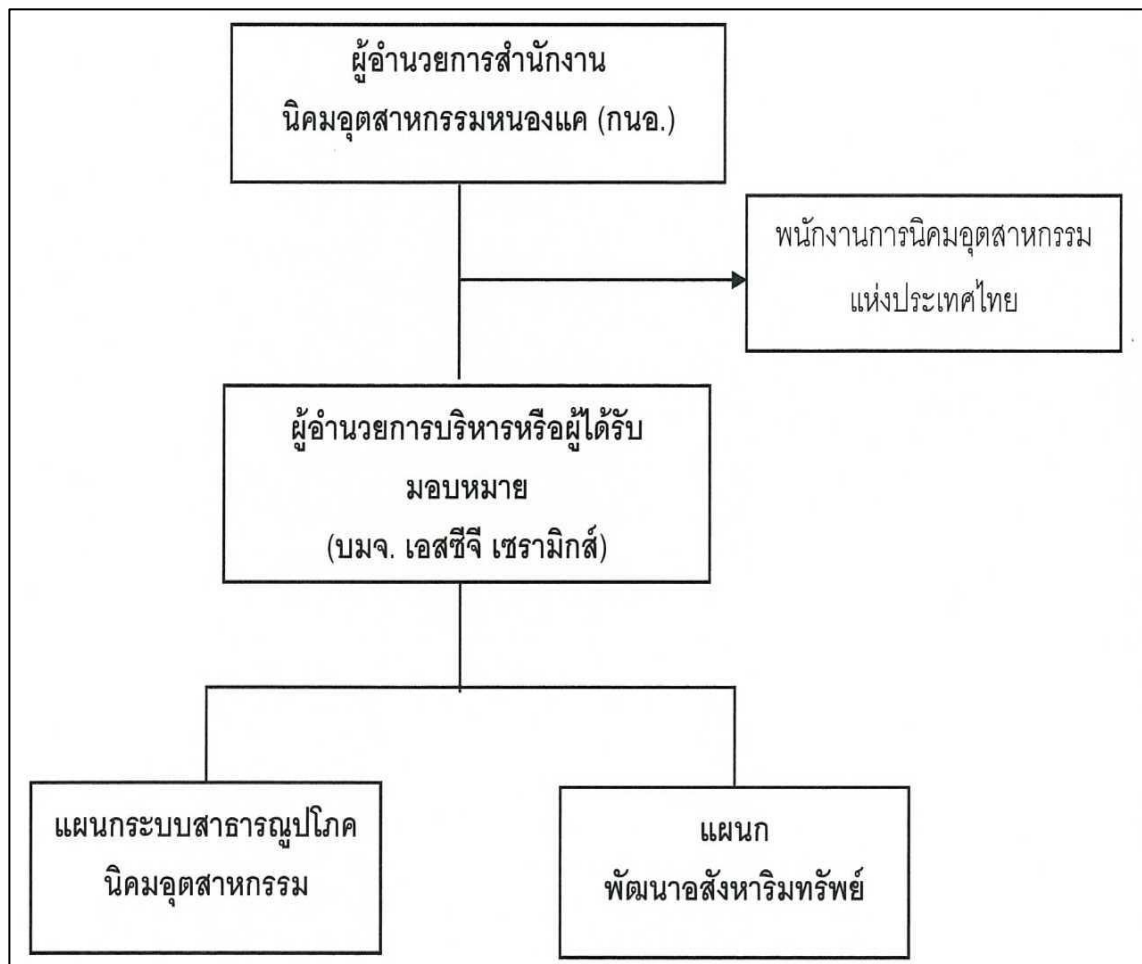 ผู้อำนวยการสำนักงาน
นิคมอุตสาหกรรมหนองแค (กนอ.)
พนักงานการนิคมอุตสาหกรรม
แห่งประเทศไทย
ผู้อำนวยการบริหารหรือผู้ได้รับ
มอบหมาย
(บมจ. เอสซีจี เซรามิกส์)
แผนกระบบสาธารณูปโภค
นิคมอุตสาหกรรม
แผนก
พัฒนาอสังหาริมทรัพย์